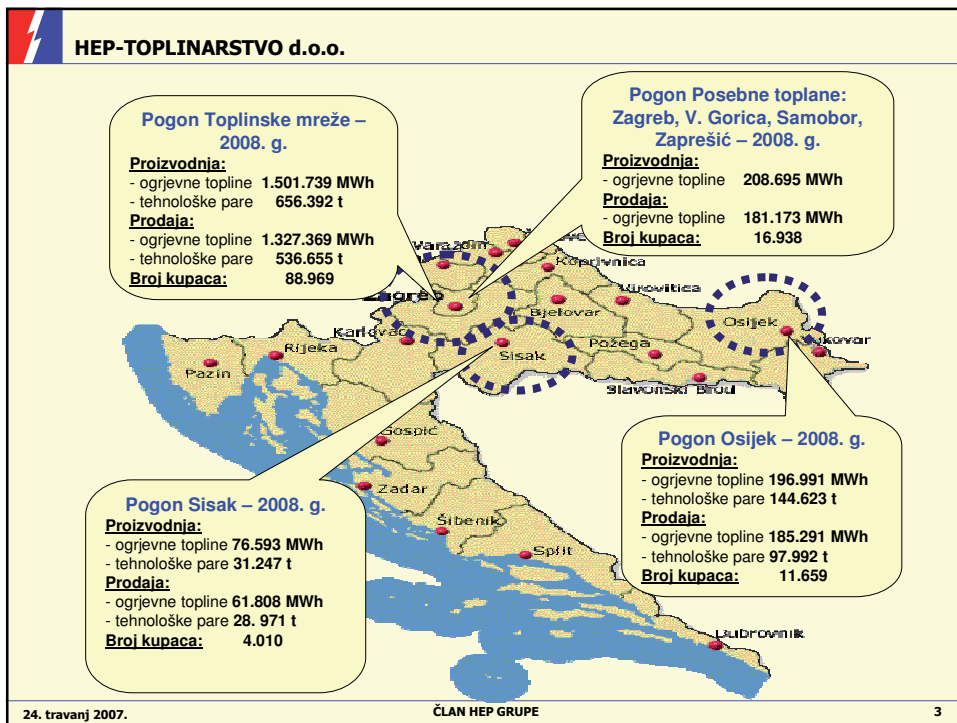 HEP-TOPLINARSTVO d.o.o.
Pogon Toplinske mreže –
2008. g.
Proizvodnja:
- ogrjevne topline 1.501.739 MWh
- tehnološke pare 656.392 t
Prodaja:
- ogrjevne topline 1.327.369 MWh
- tehnološke pare 536.655 t
Broj kupaca: 88.969
Pogon Posebne toplane:
Zagreb, V. Gorica, Samobor,
Zaprešić – 2008. g.
Proizvodnja:
- ogrjevne topline 208.695 MWh
Prodaja:
- ogrjevne topline 181.173 MWh
Broj kupaca: 16.938
Koprivnica
Zagreb
Virovitica
Bjelovar
Osijek
Karlovac
Rijeka
Sisak
Požega
Pazin
Slavonski Brod
Gospić
Zadar
Šibenik
Split
Dubrovnik
Pogon Osijek – 2008. g.
Proizvodnja:
- ogrjevne topline 196.991 MWh
- tehnološke pare 144.623 t
Prodaja:
- ogrjevne topline 185.291 MWh
- tehnološke pare 97.992 t
Broj kupaca: 11.659
Pogon Sisak – 2008. g.
Proizvodnja:
- ogrjevne topline 76.593 MWh
- tehnološke pare 31.247 t
Prodaja:
- ogrjevne topline 61.808 MWh
- tehnološke pare 28. 971 t
Broj kupaca: 4.010
24. travanj 2007.
ČLAN HEP GRUPE
3